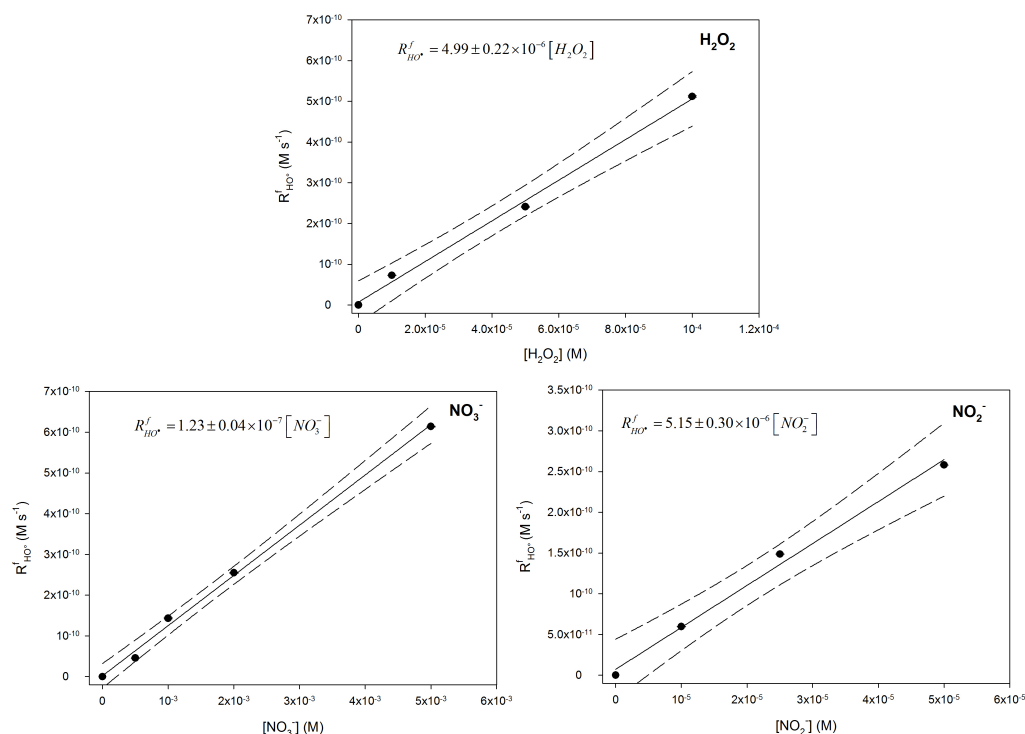 H₂O₂
R^f_HO• = 4.99 ± 0.22 × 10⁻⁶ [H₂O₂]
7x10⁻¹⁰
6x10⁻¹⁰
5x10⁻¹⁰
4x10⁻¹⁰
3x10⁻¹⁰
2x10⁻¹⁰
10⁻¹⁰
0
R^f_HO° (M s⁻¹)
0 2.0x10⁻⁵ 4.0x10⁻⁵ 6.0x10⁻⁵ 8.0x10⁻⁵ 10⁻⁴ 1.2x10⁻⁴
[H₂O₂] (M)
NO₃⁻
R^f_HO• = 1.23 ± 0.04 × 10⁻⁷ [NO₃⁻]
7x10⁻¹⁰
6x10⁻¹⁰
5x10⁻¹⁰
4x10⁻¹⁰
3x10⁻¹⁰
2x10⁻¹⁰
10⁻¹⁰
0
R^f_HO° (M s⁻¹)
0 10⁻³ 2x10⁻³ 3x10⁻³ 4x10⁻³ 5x10⁻³ 6x10⁻³
[NO₃⁻] (M)
NO₂⁻
R^f_HO• = 5.15 ± 0.30 × 10⁻⁶ [NO₂⁻]
3.5x10⁻¹⁰
3.0x10⁻¹⁰
2.5x10⁻¹⁰
2.0x10⁻¹⁰
1.5x10⁻¹⁰
10⁻¹⁰
5.0x10⁻¹¹
0
R^f_HO° (M s⁻¹)
0 10⁻⁵ 2x10⁻⁵ 3x10⁻⁵ 4x10⁻⁵ 5x10⁻⁵ 6x10⁻⁵
[NO₂⁻] (M)